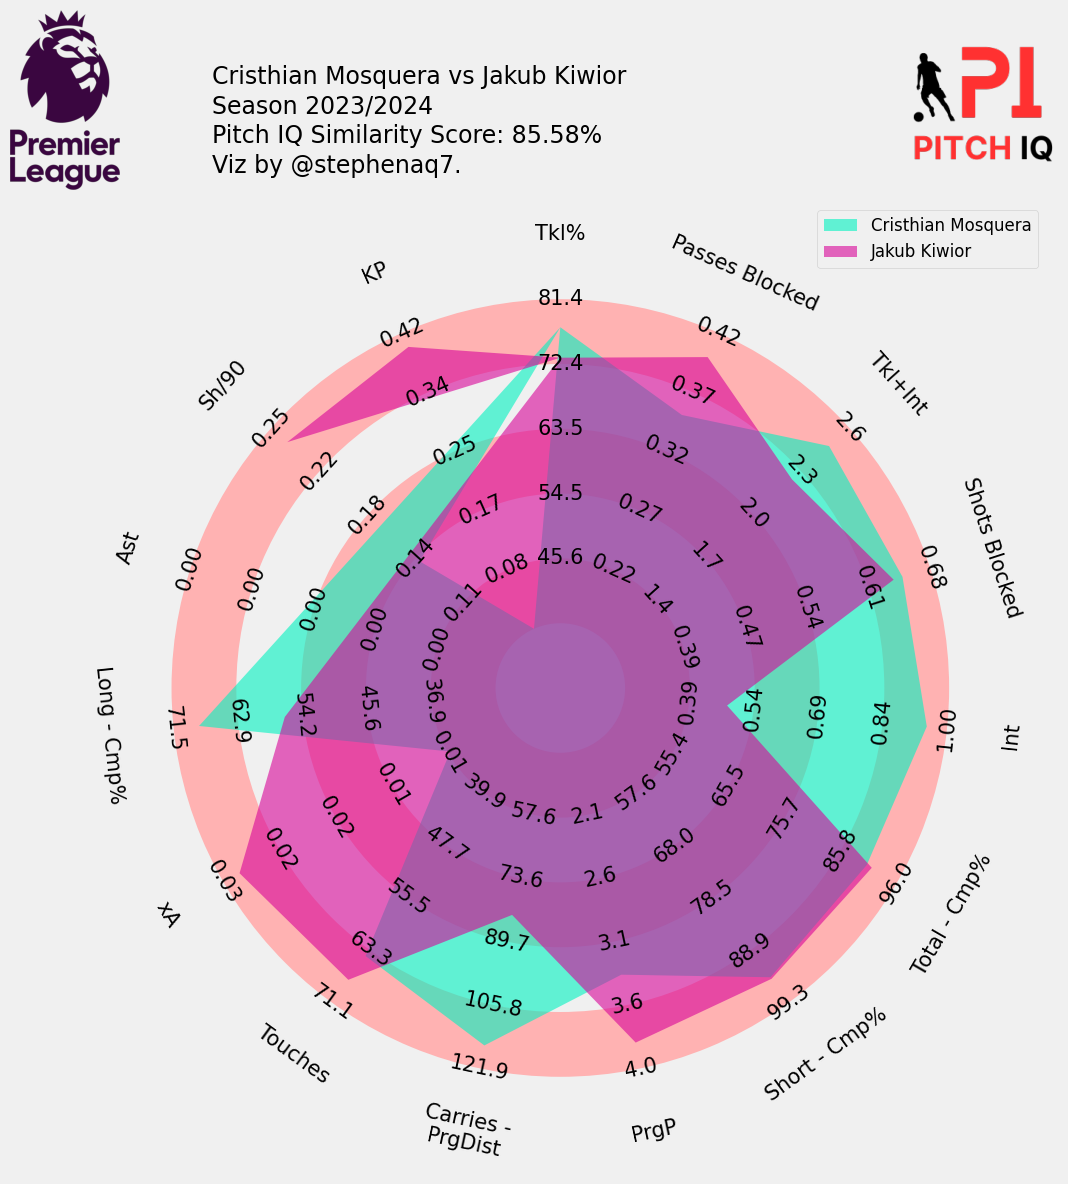 Premier
League
Cristhian Mosquera vs Jakub Kiwior
Season 2023/2024
Pitch IQ Similarity Score: 85.58%
Viz by @stephenaq7.
PI
PITCH IQ
Cristhian Mosquera
Jakub Kiwior
Tkl%
81.4
72.4
63.5
54.5
45.6
Passes Blocked
0.42
0.37
0.32
0.27
0.22
Tkl+Int
2.6
2.3
2.0
1.7
1.4
Shots Blocked
0.68
0.61
0.54
0.47
0.39
Int
1.00
0.84
0.69
0.54
0.39
Total - Cmp%
96.0
85.8
75.7
65.5
55.4
Short - Cmp%
99.3
88.9
78.5
68.0
57.6
PrgP
4.0
3.6
3.1
2.6
2.1
Carries -
PrgDist
121.9
105.8
89.7
73.6
57.6
Touches
71.1
63.3
55.5
47.7
39.9
xA
0.03
0.02
0.02
0.01
0.01
Long - Cmp%
71.5
62.9
54.2
45.6
36.9
Ast
0.00
0.00
0.00
0.00
0.00
Sh/90
0.25
0.22
0.18
0.14
0.11
KP
0.42
0.34
0.25
0.17
0.08